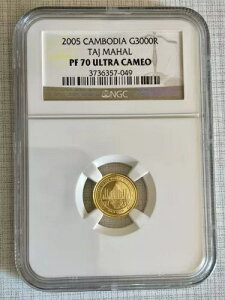 2005 CAMBODIA G3000R
TAJ MAHAL
PF 70 ULTRA CAMEO
3736357-049
NGC